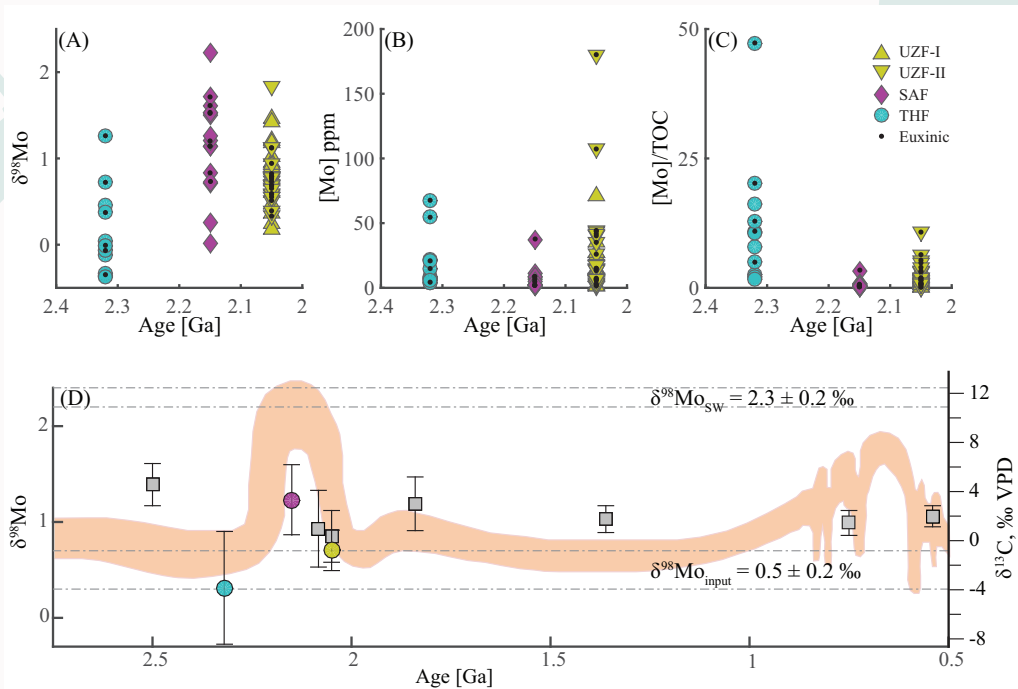 (A)
δ⁹⁸Mo
2
1
0
2.4 2.3 2.2 2.1 2
Age [Ga]
(B)
[Mo] ppm
200
150
100
50
0
2.4 2.3 2.2 2.1 2
Age [Ga]
(C)
[Mo]/TOC
50
25
0
2.4 2.3 2.2 2.1 2
Age [Ga]
UZF-I
UZF-II
SAF
THF
Euxinic
(D)
δ⁹⁸Mo
2
1
0
δ⁹⁸Mo_SW = 2.3 ± 0.2 ‰
δ⁹⁸Mo_input = 0.5 ± 0.2 ‰
12
8
4
0
-4
-8
δ¹³C, ‰ VPD
2.5 2 1.5 1 0.5
Age [Ga]